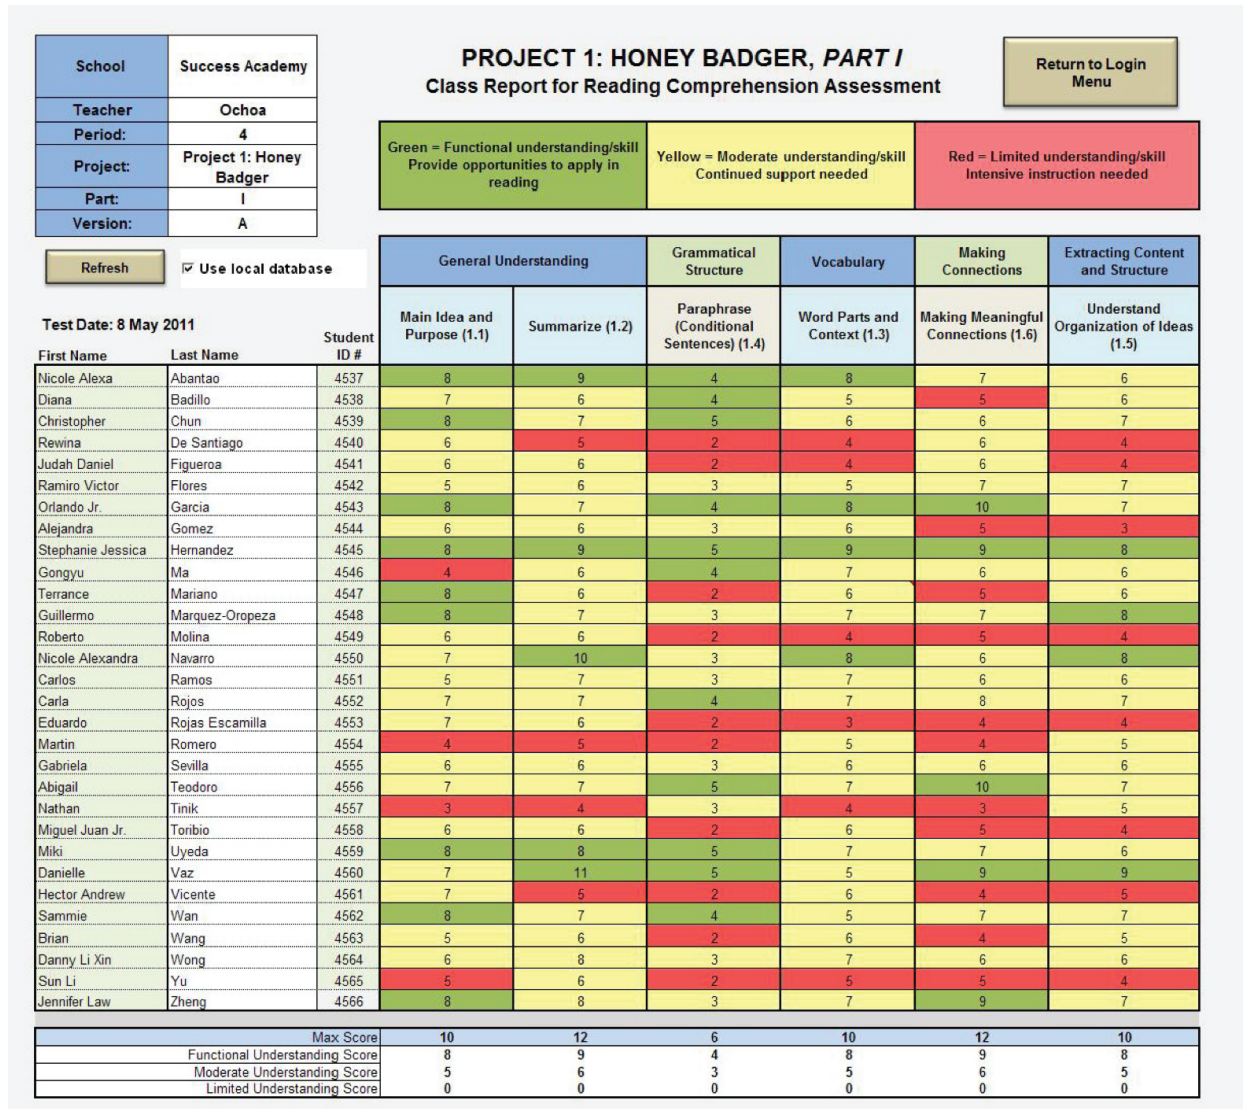 PROJECT 1: HONEY BADGER, PART I
Class Report for Reading Comprehension Assessment
Return to Login
Menu
School Success Academy
Teacher Ochoa
Period: 4
Project: Project 1: Honey
Badger
Part: I
Version: A
Green = Functional understanding/skill
Provide opportunities to apply in
reading
Yellow = Moderate understanding/skill
Continued support needed
Red = Limited understanding/skill
Intensive instruction needed
Refresh
Use local database
General Understanding
Grammatical
Structure
Vocabulary
Making
Connections
Extracting Content
and Structure
Test Date: 8 May 2011
First Name
Last Name
Student
ID #
Main Idea and
Purpose (1.1)
Summarize (1.2)
Paraphrase
(Conditional
Sentences) (1.4)
Word Parts and
Context (1.3)
Making Meaningful
Connections (1.6)
Understand
Organization of Ideas
(1.5)
Nicole Alexa Abantao 4537 8 9 4 8 7 6
Diana Badillo 4538 7 6 4 5 5 6
Christopher Chun 4539 8 7 5 6 6 7
Rewina De Santiago 4540 6 5 2 4 6 4
Judah Daniel Figueroa 4541 6 6 2 4 6 4
Ramiro Victor Flores 4542 5 6 3 5 7 7
Orlando Jr. Garcia 4543 8 7 4 8 10 7
Alejandra Gomez 4544 6 6 3 6 5 3
Stephanie Jessica Hernandez 4545 8 9 5 9 9 8
Gongyu Ma 4546 4 6 4 7 6 6
Terrance Mariano 4547 8 6 2 6 5 6
Guillermo Marquez-Oropeza 4548 8 7 3 7 7 8
Roberto Molina 4549 6 6 2 4 5 4
Nicole Alexandra Navarro 4550 7 10 3 8 6 8
Carlos Ramos 4551 5 7 3 7 6 6
Carla Rojos 4552 7 7 4 7 8 7
Eduardo Rojas Escamilla 4553 7 6 2 3 4 4
Martin Romero 4554 4 5 2 5 4 5
Gabriela Sevilla 4555 6 6 3 6 6 6
Abigail Teodoro 4556 7 7 5 7 10 7
Nathan Tinik 4557 3 4 3 4 3 5
Miguel Juan Jr. Toribio 4558 6 6 2 6 5 4
Miki Uyeda 4559 8 8 5 7 7 6
Danielle Vaz 4560 7 11 5 5 9 9
Hector Andrew Vicente 4561 7 5 2 6 4 5
Sammie Wan 4562 8 7 4 5 7 7
Brian Wang 4563 5 6 2 6 4 5
Danny Li Xin Wong 4564 6 8 3 7 6 6
Sun Li Yu 4565 5 6 2 5 5 4
Jennifer Law Zheng 4566 8 8 3 7 9 7
Max Score 10 12 6 10 12 10
Functional Understanding Score 8 9 4 8 9 8
Moderate Understanding Score 5 6 3 5 6 5
Limited Understanding Score 0 0 0 0 0 0